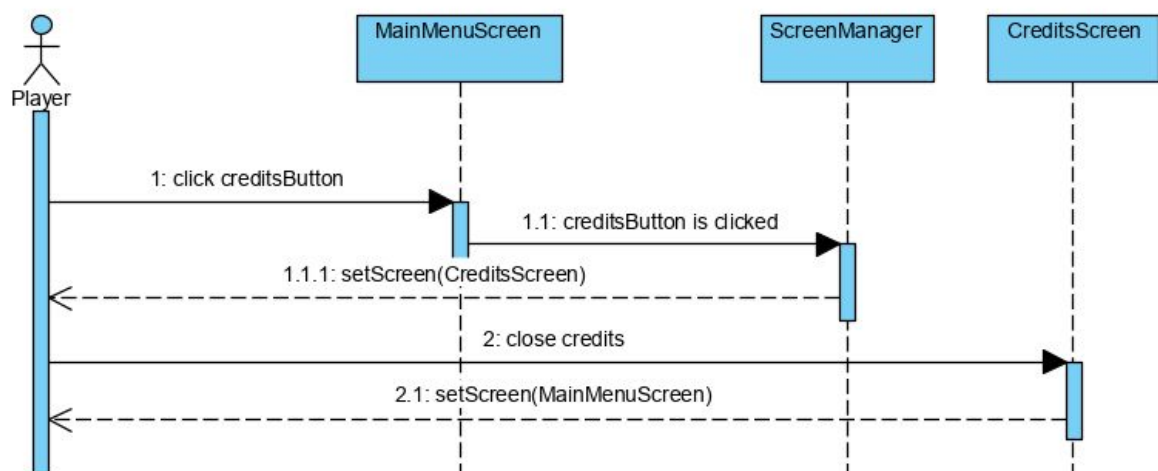 MainMenuScreen
ScreenManager
CreditsScreen
Player
1: click creditsButton
1.1: creditsButton is clicked
1.1.1: setScreen(CreditsScreen)
2: close credits
2.1: setScreen(MainMenuScreen)